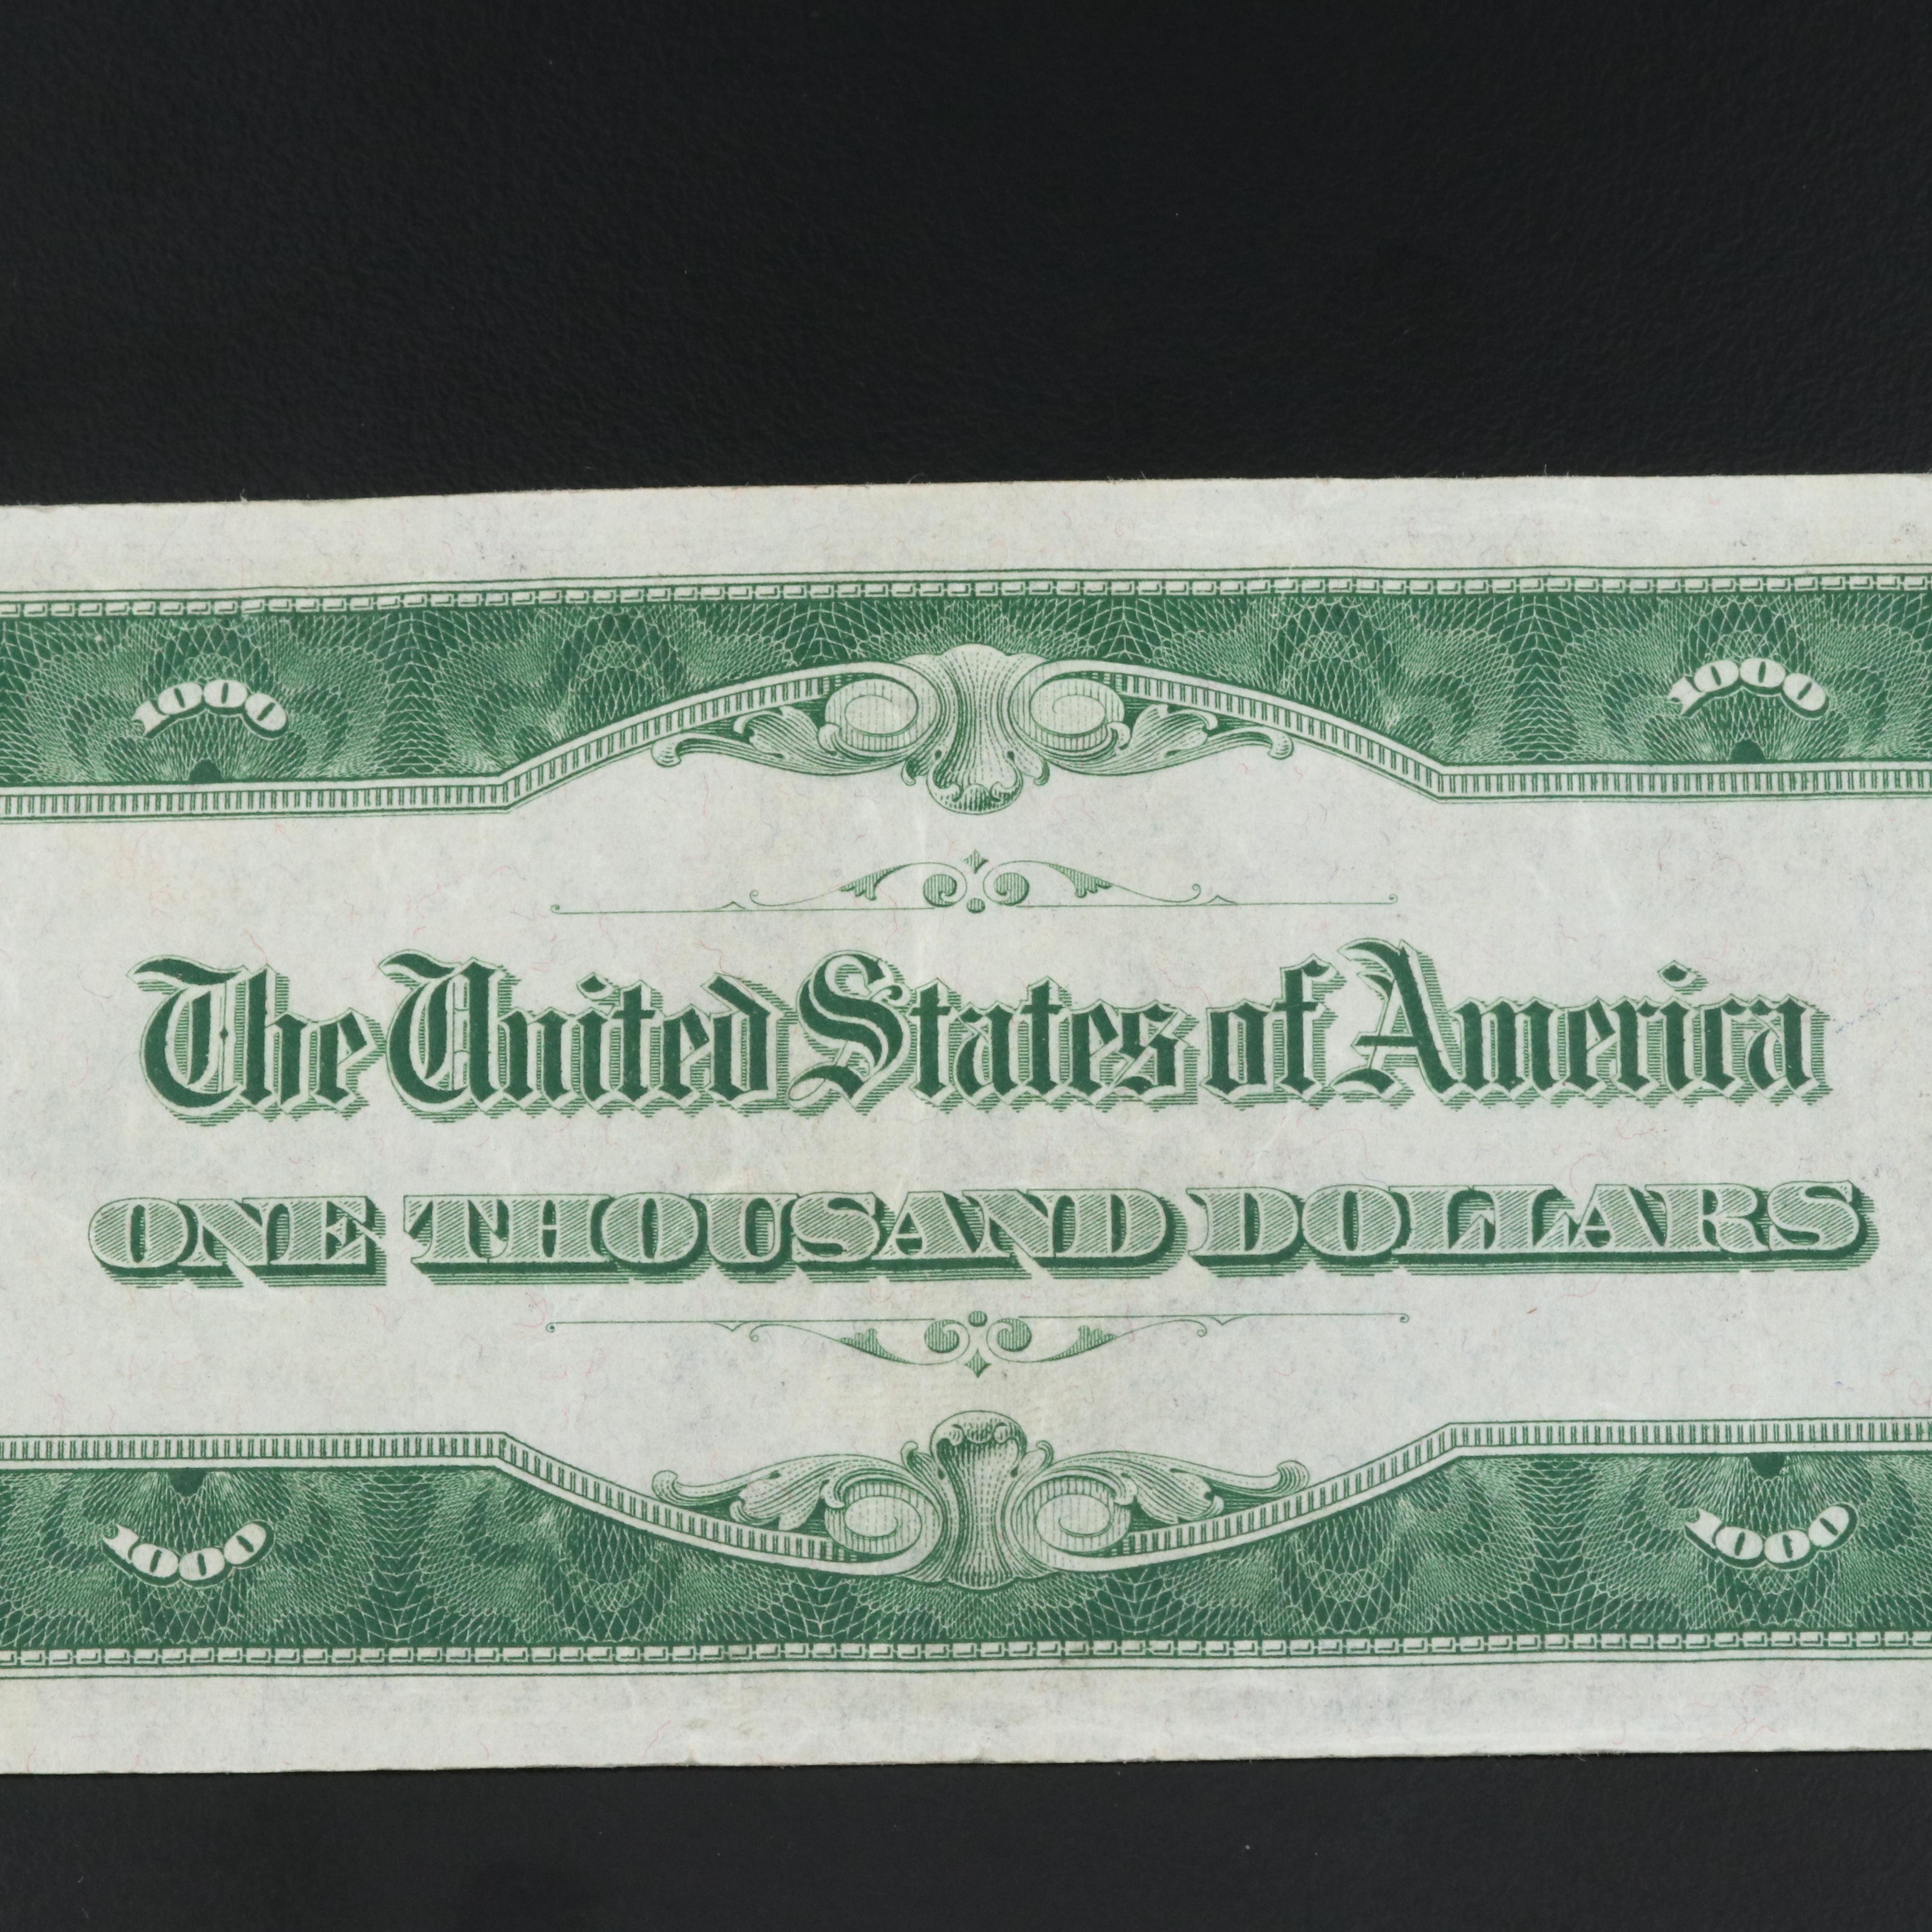 1000 1000
The United States of America
ONE THOUSAND DOLLARS
1000 1000